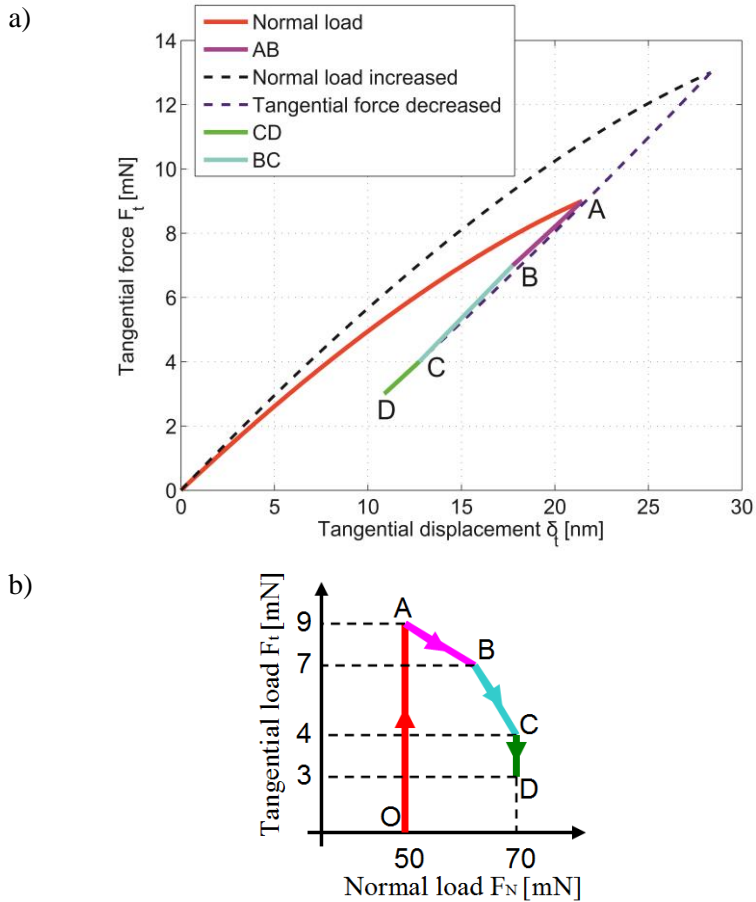 a)
Normal load
AB
Normal load increased
Tangential force decreased
CD
BC
Tangential force F_t [mN]
14
12
10
8
6
4
2
0
A
B
C
D
0 5 10 15 20 25 30
Tangential displacement δ_t [nm]
b)
Tangential load Ft [mN]
9
7
4
3
A
B
C
D
O
50 70
Normal load FN [mN]